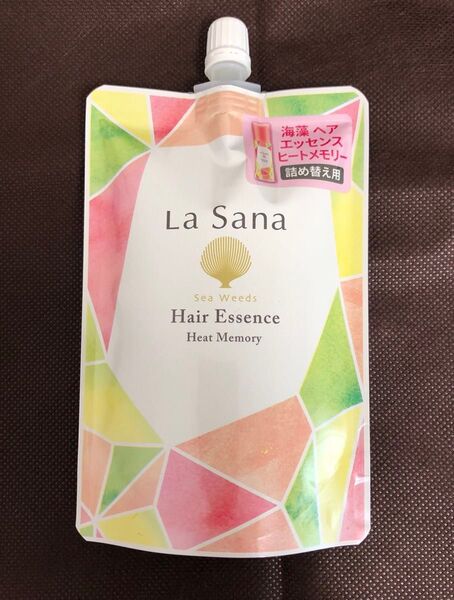 海藻 ヘア
エッセンス
ヒートメモリー
詰め替え用
La Sana
Sea Weeds
Hair Essence
Heat Memory